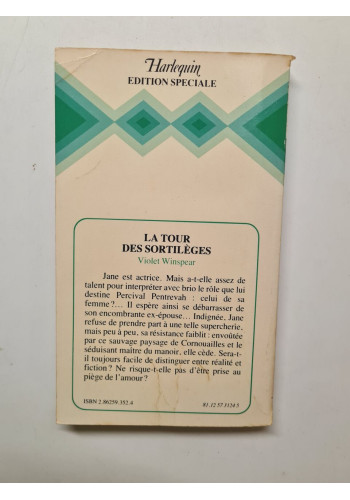 Harlequin
EDITION SPECIALE
LA TOUR
DES SORTILÈGES
Violet Winspear
Jane est actrice. Mais a-t-elle assez de
talent pour interpréter avec brio le rôle que lui
destine Percival Pentrevah : celui de sa
femme ?... Il espère ainsi se débarrasser de
son encombrante ex-épouse... Indignée, Jane
refuse de prendre part à une telle supercherie,
mais peu à peu, sa résistance faiblit : envoûtée
par ce sauvage paysage de Cornouailles et le
séduisant maître du manoir, elle cède. Sera-t-
il toujours facile de distinguer entre réalité et
fiction ? Ne risque-t-elle pas d'être prise au
piège de l'amour ?
ISBN 2.86259.352.4
83.12.57.3124.5